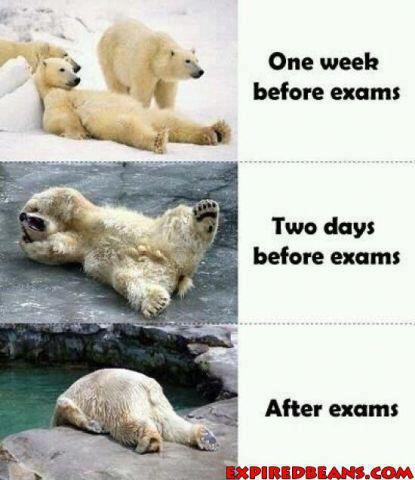 One week
before exams
Two days
before exams
After exams
EXPIREDBEANS.COM